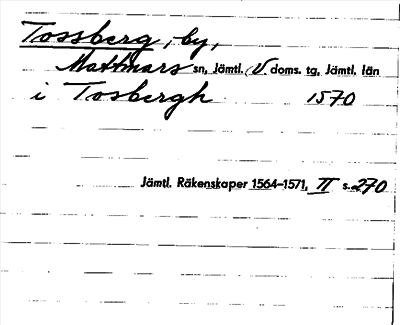 Tossberg, by,
Mattmars sn, Jämtl. V. doms. tg, Jämtl. län
i Tosbergh 1570
Jämtl. Räkenskaper 1564-1571, II s. 270